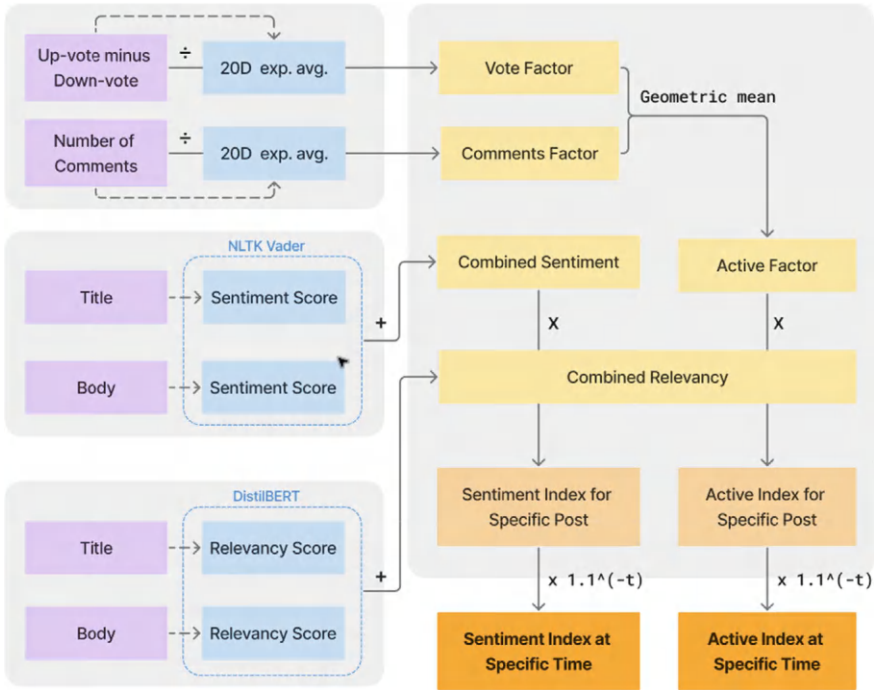 Up-vote minus
Down-vote
÷
20D exp. avg.
Vote Factor
Geometric mean
Number of
Comments
÷
20D exp. avg.
Comments Factor
NLTK Vader
Title
Sentiment Score
+
Combined Sentiment
Active Factor
X
X
Body
Sentiment Score
Combined Relevancy
DistilBERT
Title
Relevancy Score
+
Sentiment Index for
Specific Post
Active Index for
Specific Post
x 1.1^(-t)
x 1.1^(-t)
Body
Relevancy Score
Sentiment Index at
Specific Time
Active Index at
Specific Time